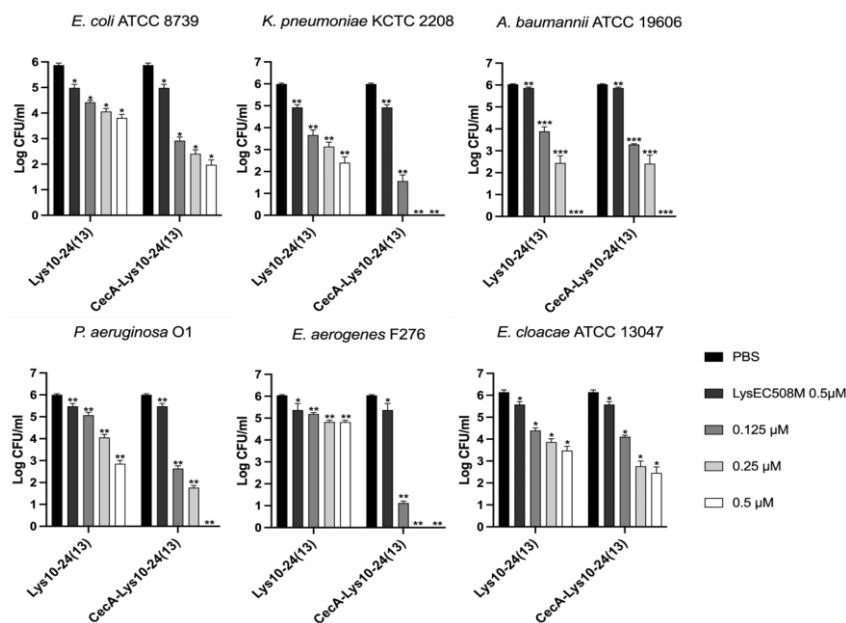 E. coli ATCC 8739
K. pneumoniae KCTC 2208
A. baumannii ATCC 19606
Log CFU/ml
6
5
4
3
2
1
0
* * * * * * * *
Lys10-24(13)
CecA-Lys10-24(13)
Log CFU/ml
7
6
5
4
3
2
1
0
** ** ** ** ** ** ** **
Lys10-24(13)
CecA-Lys10-24(13)
Log CFU/ml
7
6
5
4
3
2
1
0
** *** *** *** ** *** *** ***
Lys10-24(13)
CecA-Lys10-24(13)
P. aeruginosa O1
E. aerogenes F276
E. cloacae ATCC 13047
Log CFU/ml
7
6
5
4
3
2
1
0
** ** ** ** ** ** ** **
Lys10-24(13)
CecA-Lys10-24(13)
Log CFU/ml
7
6
5
4
3
2
1
0
* ** ** ** * ** ** **
Lys10-24(13)
CecA-Lys10-24(13)
Log CFU/ml
7
6
5
4
3
2
1
0
* * * * * * * *
Lys10-24(13)
CecA-Lys10-24(13)
PBS
LysEC508M 0.5µM
0.125 µM
0.25 µM
0.5 µM